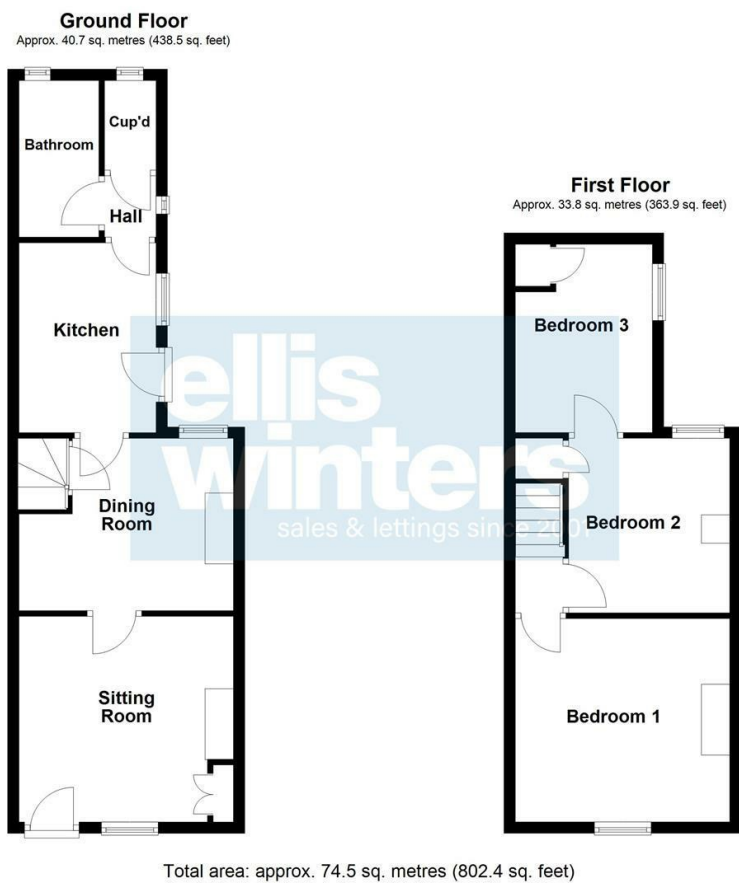 Ground Floor
Approx. 40.7 sq. metres (438.5 sq. feet)
Bathroom
Cup'd
Hall
Kitchen
Dining
Room
Sitting
Room
First Floor
Approx. 33.8 sq. metres (363.9 sq. feet)
Bedroom 3
Bedroom 2
Bedroom 1
ellis
winters
sales & lettings since 2001
Total area: approx. 74.5 sq. metres (802.4 sq. feet)